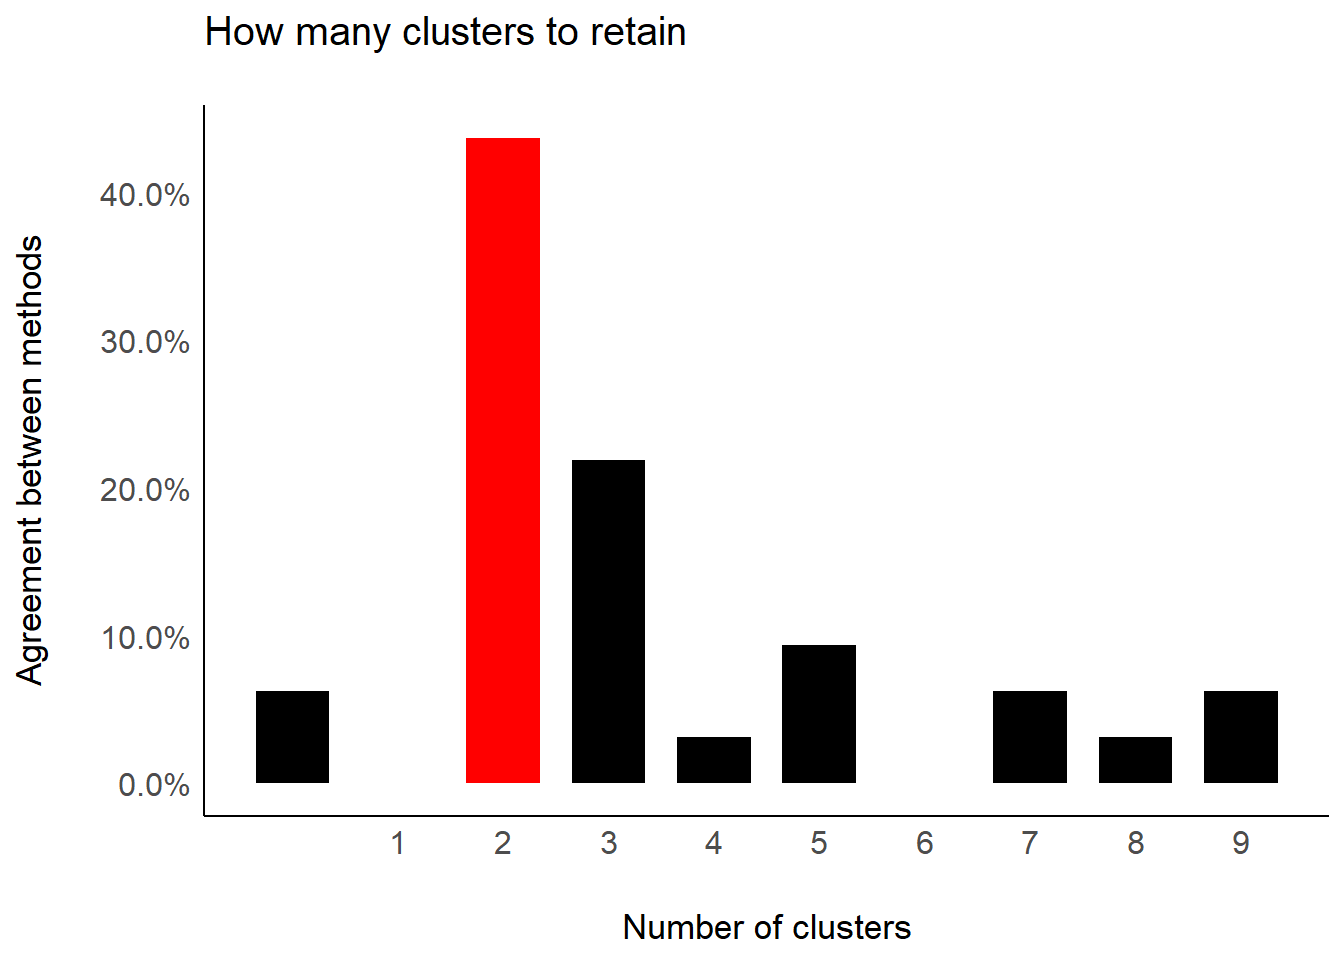 How many clusters to retain
Agreement between methods
40.0%
30.0%
20.0%
10.0%
0.0%
1 2 3 4 5 6 7 8 9
Number of clusters